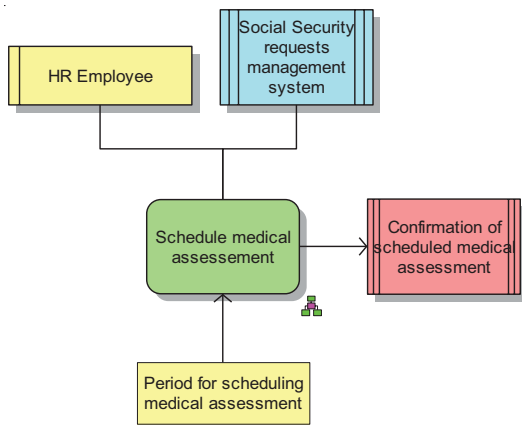 HR Employee
Social Security
requests
management
system
Schedule medical
assessement
Confirmation of
scheduled medical
assessment
Period for scheduling
medical assessment